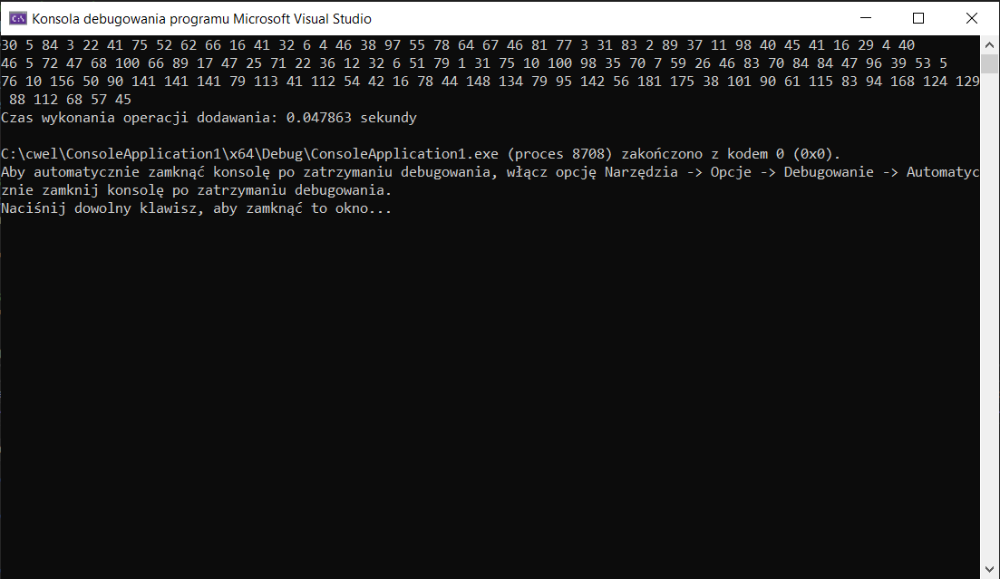 Konsola debugowania programu Microsoft Visual Studio
30 5 84 3 22 41 75 52 62 66 16 41 32 6 4 46 38 97 55 78 64 67 46 81 77 3 31 83 2 89 37 11 98 40 45 41 16 29 4 40
46 5 72 47 68 100 66 89 17 47 25 71 22 36 12 32 6 51 79 1 31 75 10 100 98 35 70 7 59 26 46 83 70 84 84 47 96 39 53 5
76 10 156 50 90 141 141 141 79 113 41 112 54 42 16 78 44 148 134 79 95 142 56 181 175 38 101 90 61 115 83 94 168 124 129
88 112 68 57 45
Czas wykonania operacji dodawania: 0.047863 sekundy
C:\cwel\ConsoleApplication1\x64\Debug\ConsoleApplication1.exe (proces 8708) zakończono z kodem 0 (0x0).
Aby automatycznie zamknąć konsolę po zatrzymaniu debugowania, włącz opcję Narzędzia -> Opcje -> Debugowanie -> Automatyc
znie zamknij konsolę po zatrzymaniu debugowania.
Naciśnij dowolny klawisz, aby zamknąć to okno...